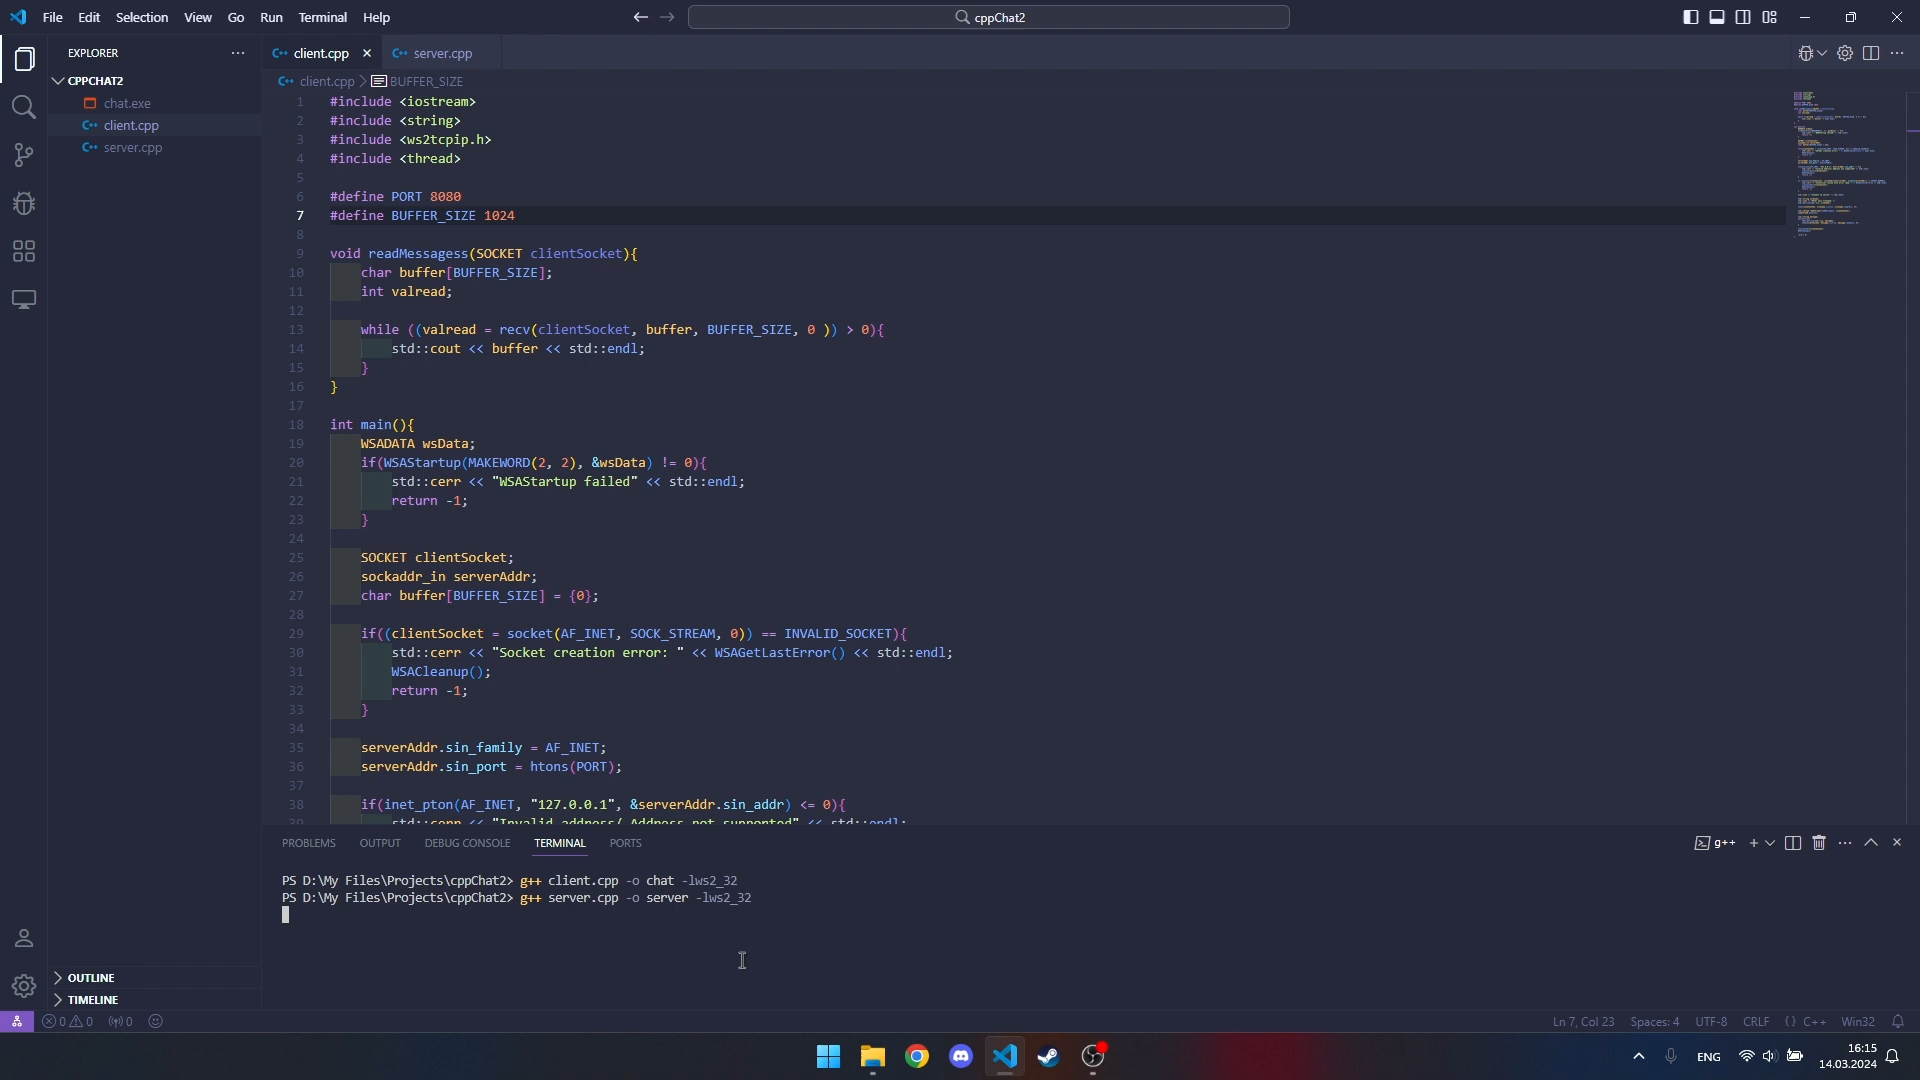 File Edit Selection View Go Run Terminal Help
cppChat2
EXPLORER
CPPCHAT2
chat.exe
client.cpp
server.cpp
OUTLINE
TIMELINE
client.cpp
server.cpp
client.cpp > BUFFER_SIZE
1 #include <iostream>
2 #include <string>
3 #include <ws2tcpip.h>
4 #include <thread>
5
6 #define PORT 8080
7 #define BUFFER_SIZE 1024
8
9 void readMessagess(SOCKET clientSocket){
10 char buffer[BUFFER_SIZE];
11 int valread;
12
13 while ((valread = recv(clientSocket, buffer, BUFFER_SIZE, 0 )) > 0){
14 std::cout << buffer << std::endl;
15 }
16 }
17
18 int main(){
19 WSADATA wsData;
20 if(WSAStartup(MAKEWORD(2, 2), &wsData) != 0){
21 std::cerr << "WSAStartup failed" << std::endl;
22 return -1;
23 }
24
25 SOCKET clientSocket;
26 sockaddr_in serverAddr;
27 char buffer[BUFFER_SIZE] = {0};
28
29 if((clientSocket = socket(AF_INET, SOCK_STREAM, 0)) == INVALID_SOCKET){
30 std::cerr << "Socket creation error: " << WSAGetLastError() << std::endl;
31 WSACleanup();
32 return -1;
33 }
34
35 serverAddr.sin_family = AF_INET;
36 serverAddr.sin_port = htons(PORT);
37
38 if(inet_pton(AF_INET, "127.0.0.1", &serverAddr.sin_addr) <= 0){
39 std::cerr << "Invalid address/ Address not supported" << std::endl;
PROBLEMS OUTPUT DEBUG CONSOLE TERMINAL PORTS
g++
PS D:\My Files\Projects\cppChat2> g++ client.cpp -o chat -lws2_32
PS D:\My Files\Projects\cppChat2> g++ server.cpp -o server -lws2_32
0 0 0
Ln 7, Col 23 Spaces: 4 UTF-8 CRLF {} C++ Win32
ENG
16:15
14.03.2024